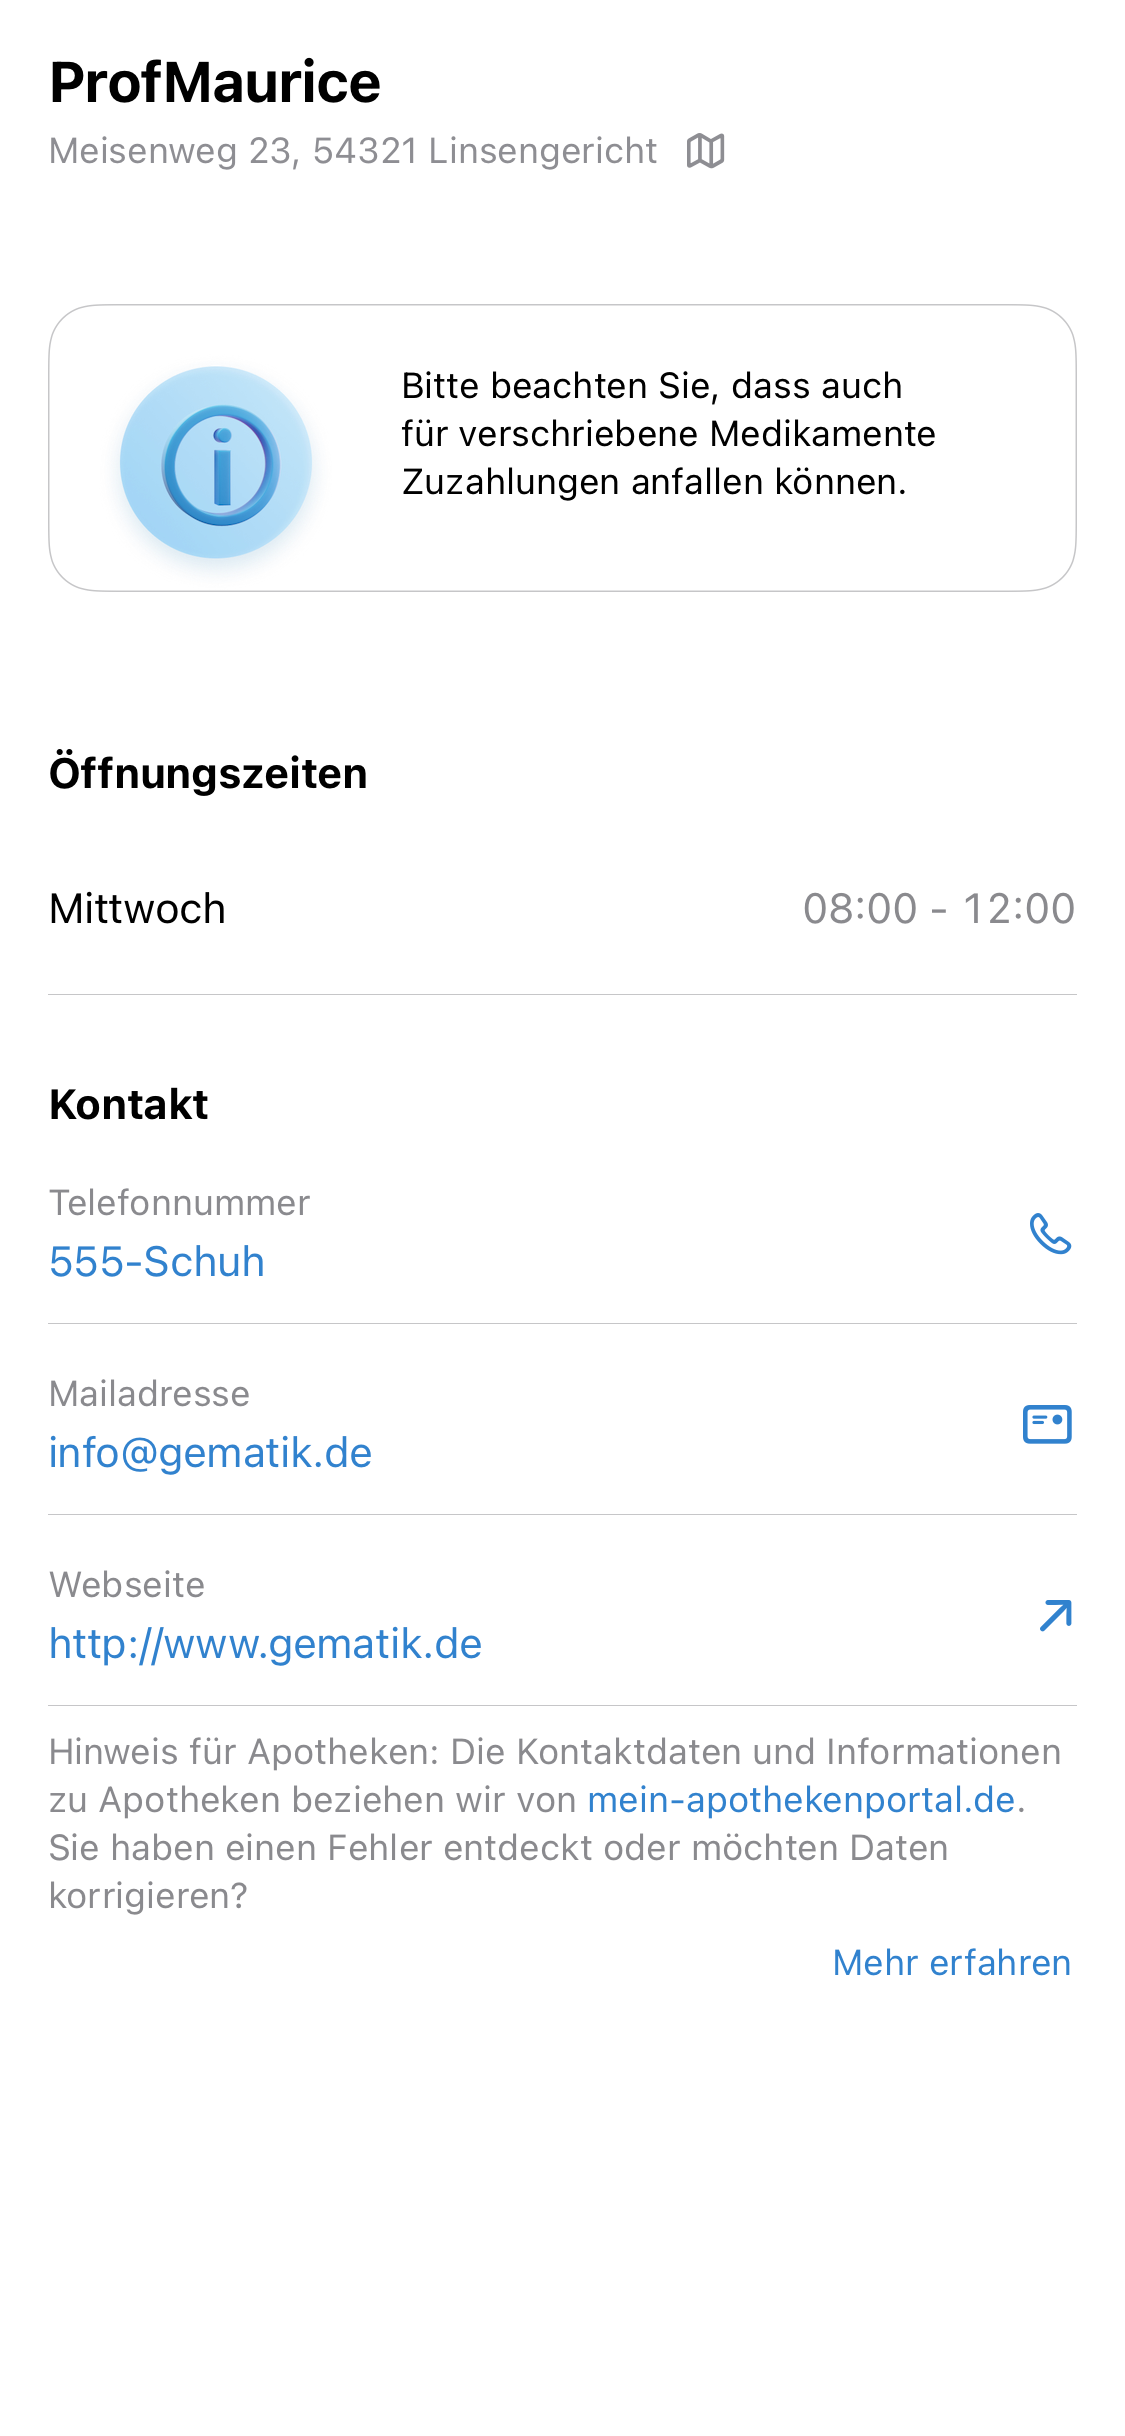 ProfMaurice
Meisenweg 23, 54321 Linsengericht
Bitte beachten Sie, dass auch
für verschriebene Medikamente
Zuzahlungen anfallen können.
Öffnungszeiten
Mittwoch 08:00 - 12:00
Kontakt
Telefonnummer
555-Schuh
Mailadresse
info@gematik.de
Webseite
http://www.gematik.de
Hinweis für Apotheken: Die Kontaktdaten und Informationen
zu Apotheken beziehen wir von mein-apothekenportal.de.
Sie haben einen Fehler entdeckt oder möchten Daten
korrigieren?
Mehr erfahren